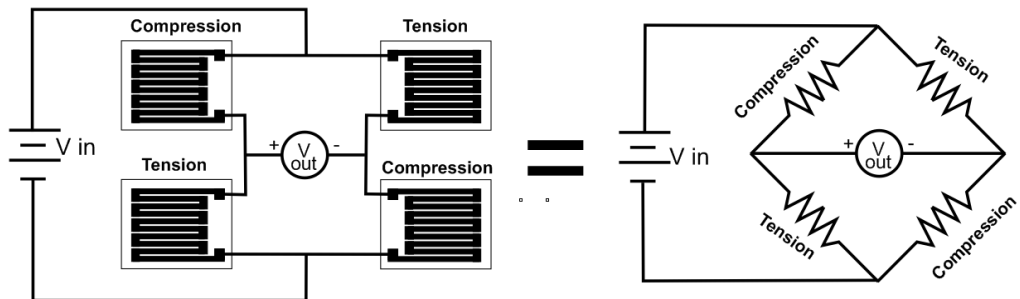 Compression
Tension
V in
+
V
out
-
Tension
Compression
=
Compression
Tension
V in
+
V
out
-
Tension
Compression